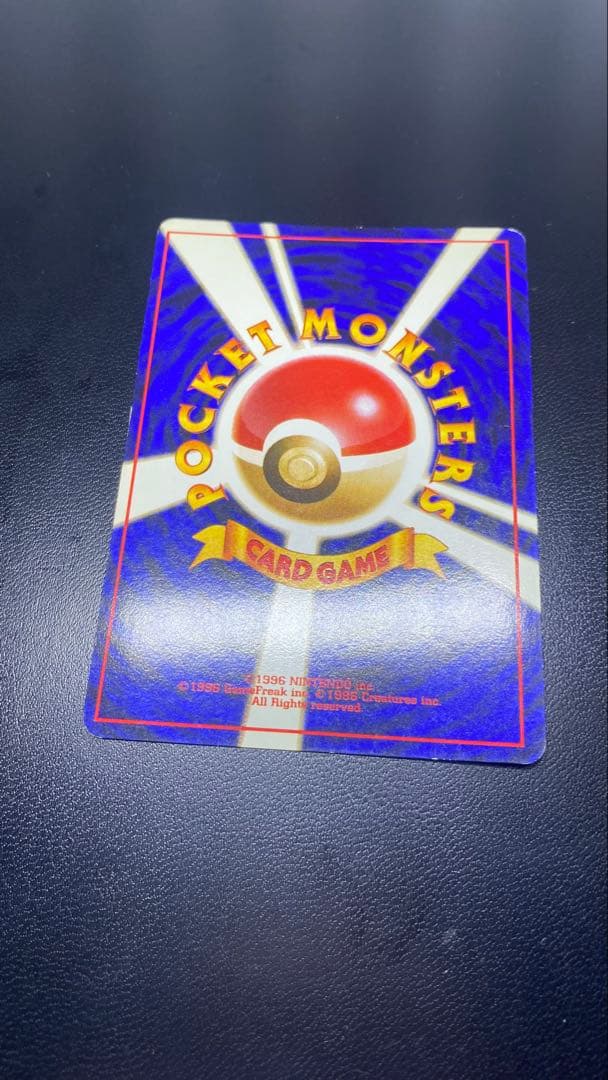 POCKET MONSTERS
CARD GAME
©1996 NINTENDO inc.
©1996 GameFreak inc. ©1996 Creatures inc.
All Rights reserved.